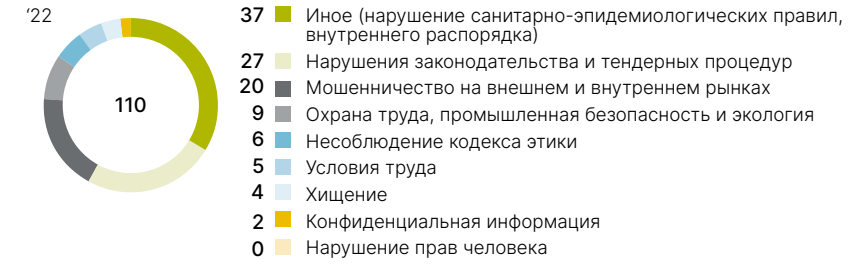 ‘22
110
37 Иное (нарушение санитарно-эпидемиологических правил,
внутреннего распорядка)
27 Нарушения законодательства и тендерных процедур
20 Мошенничество на внешнем и внутреннем рынках
9 Охрана труда, промышленная безопасность и экология
6 Несоблюдение кодекса этики
5 Условия труда
4 Хищение
2 Конфиденциальная информация
0 Нарушение прав человека